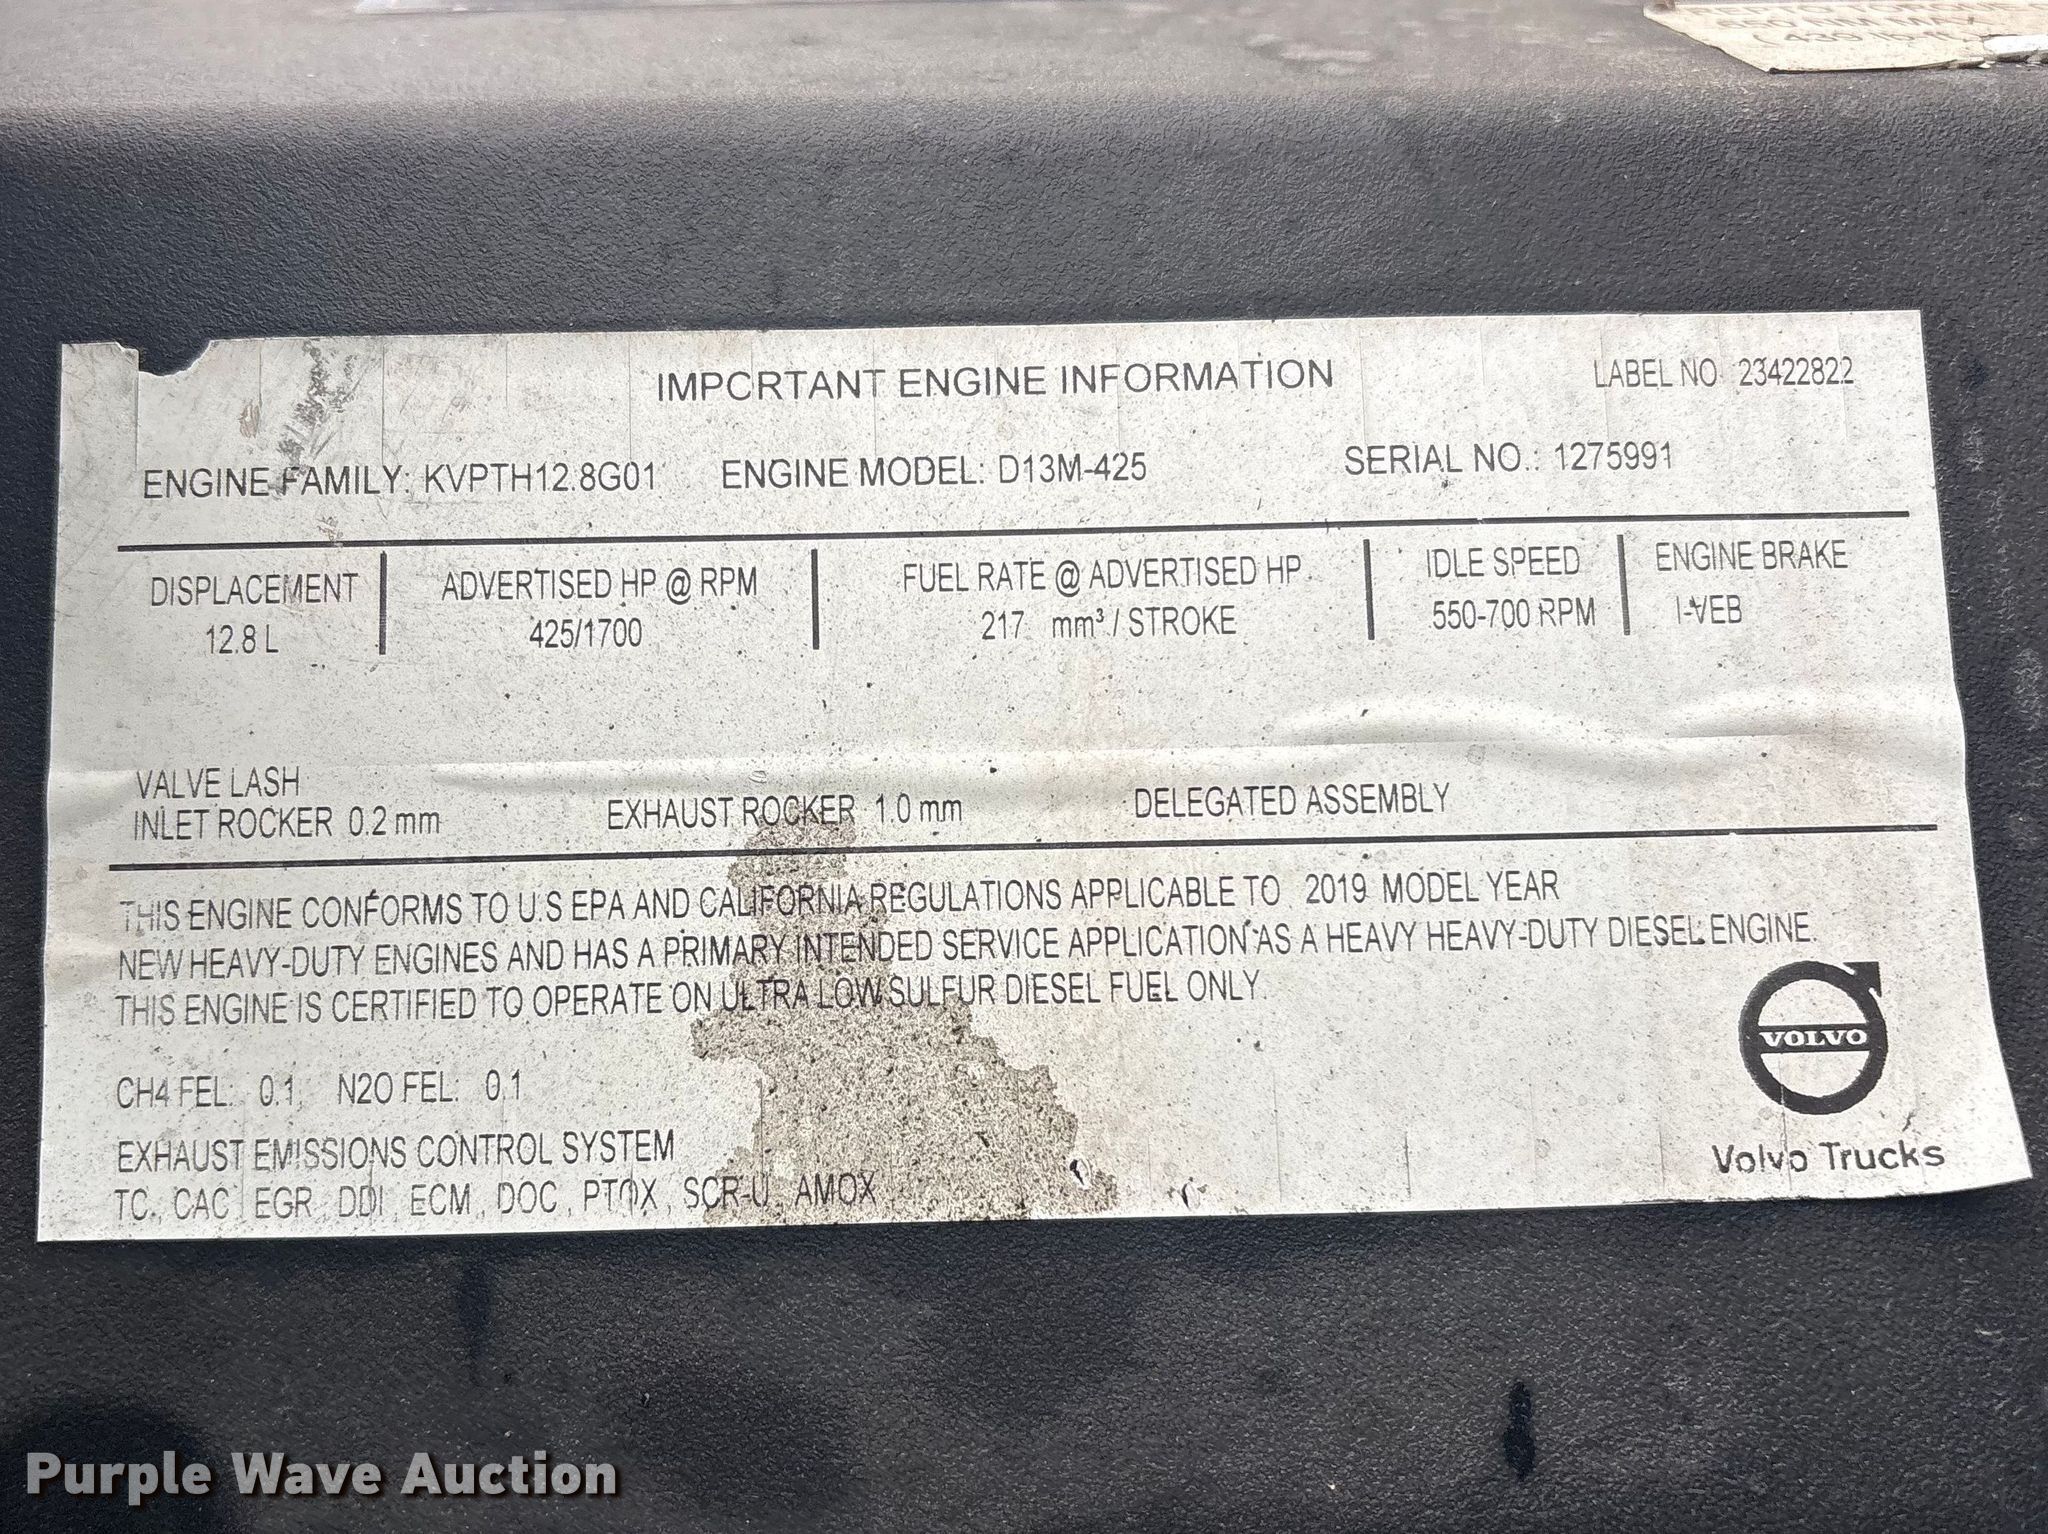 550 NM MAX
IMPORTANT ENGINE INFORMATION
LABEL NO 23422822
ENGINE FAMILY: KVPTH12.8G01 ENGINE MODEL: D13M-425 SERIAL NO.: 1275991
DISPLACEMENT ADVERTISED HP @ RPM FUEL RATE @ ADVERTISED HP IDLE SPEED ENGINE BRAKE
12.8 L 425/1700 217 mm³ / STROKE 550-700 RPM I-VEB
VALVE LASH
INLET ROCKER 0.2 mm EXHAUST ROCKER 1.0 mm DELEGATED ASSEMBLY
THIS ENGINE CONFORMS TO U.S EPA AND CALIFORNIA REGULATIONS APPLICABLE TO 2019 MODEL YEAR
NEW HEAVY-DUTY ENGINES AND HAS A PRIMARY INTENDED SERVICE APPLICATION AS A HEAVY HEAVY-DUTY DIESEL ENGINE.
THIS ENGINE IS CERTIFIED TO OPERATE ON ULTRA LOW SULFUR DIESEL FUEL ONLY.
CH4 FEL: 0.1 N2O FEL: 0.1
EXHAUST EMISSIONS CONTROL SYSTEM
TC., CAC, EGR, DDI, ECM, DOC, PTOX, SCR-U, AMOX
VOLVO
Volvo Trucks
Purple Wave Auction